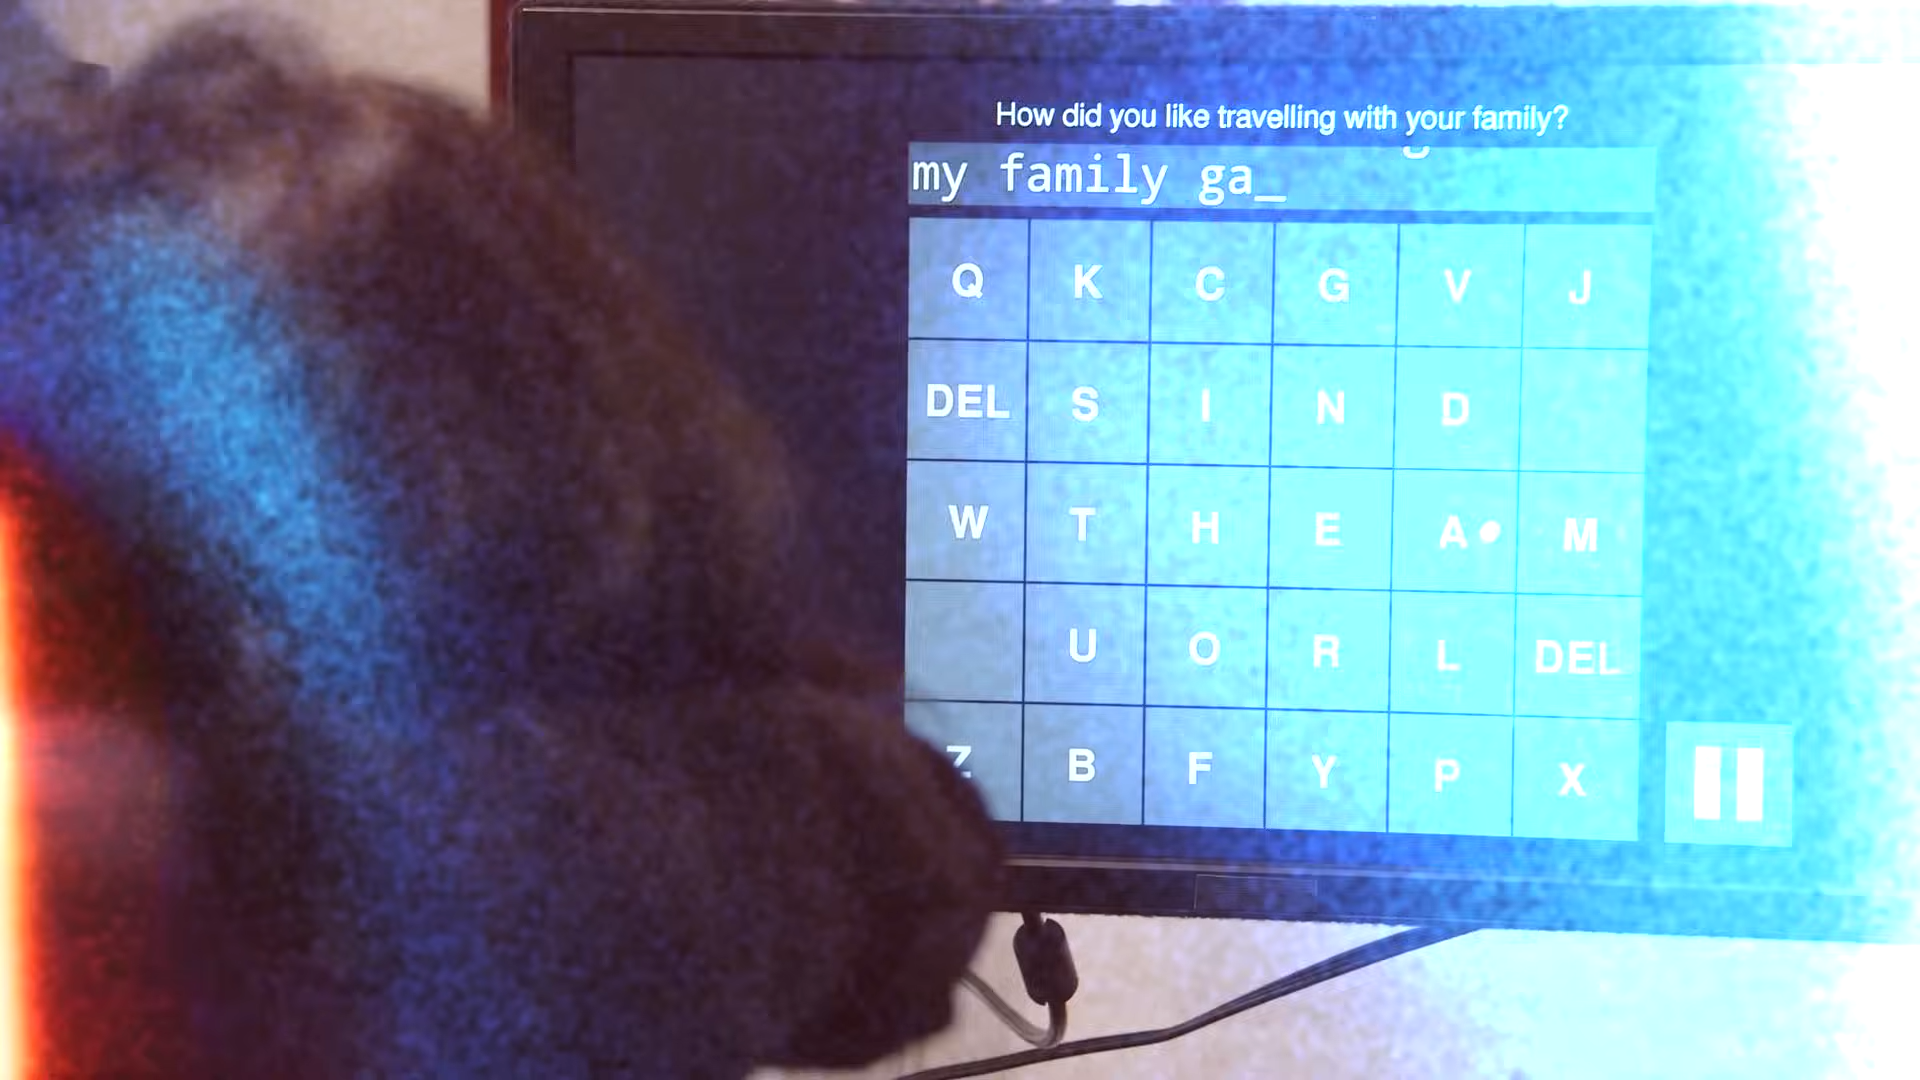 How did you like travelling with your family?
my family ga_
Q K C G V J
DEL S I N D
W T H E A M
U O R L DEL
Z B F Y P X